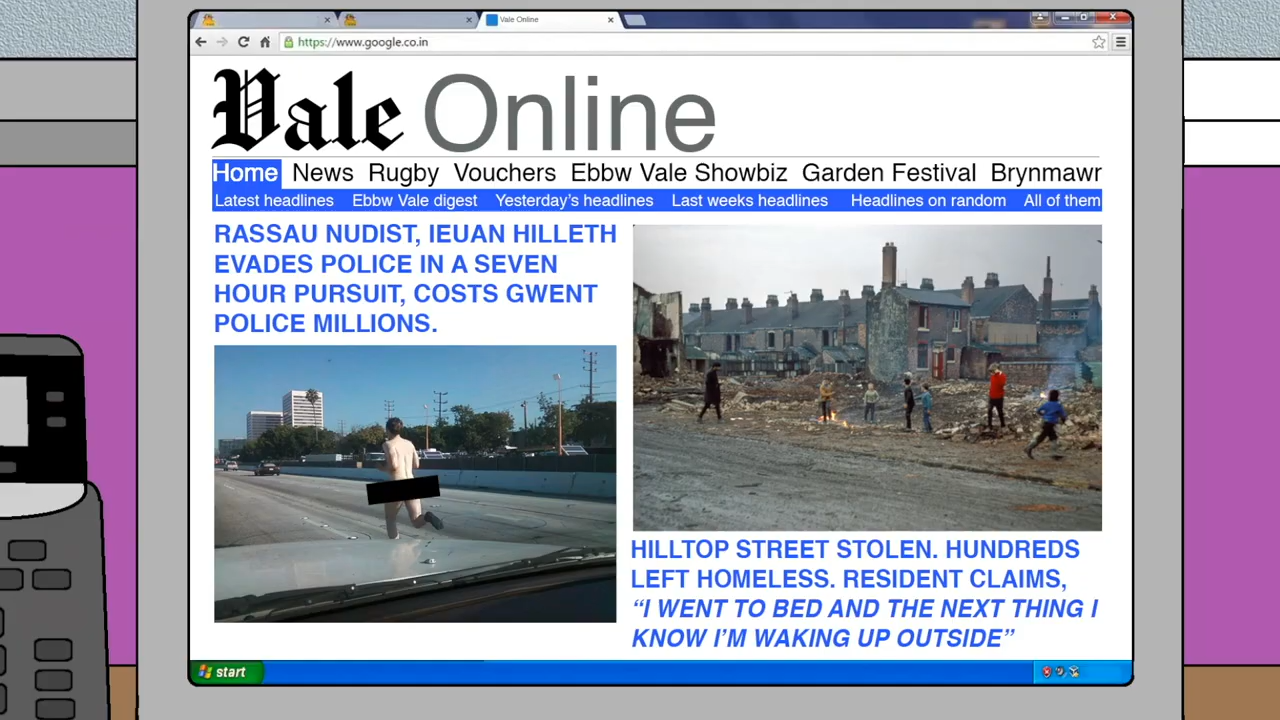 Vale Online
https://www.google.co.in
Vale Online
Home News Rugby Vouchers Ebbw Vale Showbiz Garden Festival Brynmawr
Latest headlines Ebbw Vale digest Yesterday's headlines Last weeks headlines Headlines on random All of them
RASSAU NUDIST, IEUAN HILLETH
EVADES POLICE IN A SEVEN
HOUR PURSUIT, COSTS GWENT
POLICE MILLIONS.
HILLTOP STREET STOLEN. HUNDREDS
LEFT HOMELESS. RESIDENT CLAIMS,
“I WENT TO BED AND THE NEXT THING I
KNOW I’M WAKING UP OUTSIDE”
start